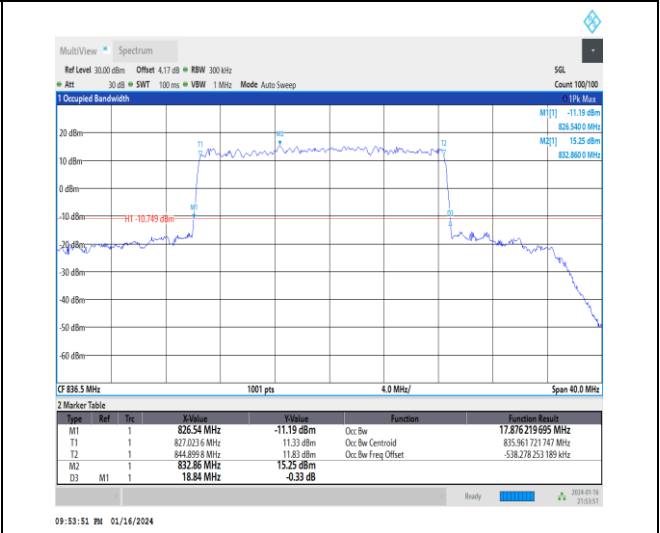 MultiView Spectrum
Ref Level 30.00 dBm Offset 4.17 dB RBW 300 kHz SGL
Att 30 dB SWT 100 ms VBW 1 MHz Mode Auto Sweep Count 100/100
1 Occupied Bandwidth 1Pk Max
M1[1] -11.19 dBm
826.540 0 MHz
M2[1] 15.25 dBm
832.860 0 MHz
20 dBm
M2
T1
T2
10 dBm
0 dBm
M1
-10 dBm
H1 -10.749 dBm
D3
-20 dBm
-30 dBm
-40 dBm
-50 dBm
-60 dBm
CF 836.5 MHz 1001 pts 4.0 MHz/ Span 40.0 MHz
2 Marker Table
Type Ref Trc X-Value Y-Value Function Function Result
M1 1 826.54 MHz -11.19 dBm Occ Bw 17.876 219 695 MHz
T1 1 827.023 6 MHz 11.33 dBm Occ Bw Centroid 835.961 721 747 MHz
T2 1 844.899 8 MHz 11.83 dBm Occ Bw Freq Offset -538.278 253 189 kHz
M2 1 832.86 MHz 15.25 dBm
D3 M1 1 18.84 MHz -0.33 dB
Ready 2024-01-16
21:53:51
09:53:51 PM 01/16/2024